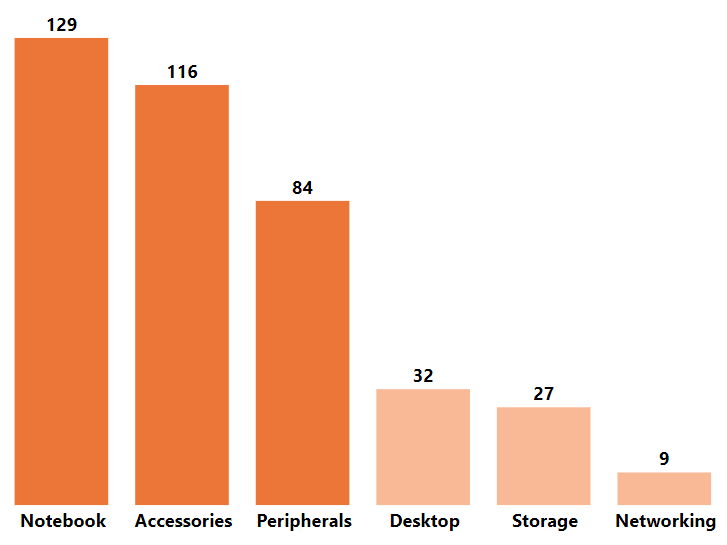 129
116
84
32
27
9
Notebook
Accessories
Peripherals
Desktop
Storage
Networking